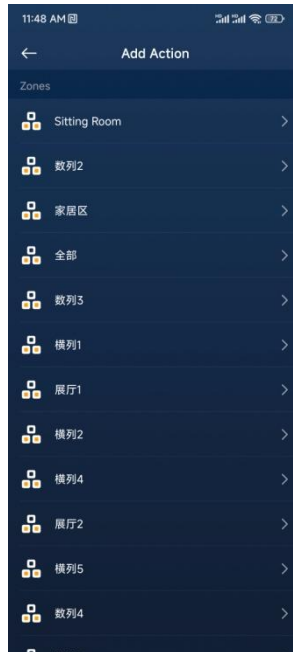 11:48 AM
72
Add Action
Zones
Sitting Room
数列2
家居区
全部
数列3
横列1
展厅1
横列2
横列4
展厅2
横列5
数列4